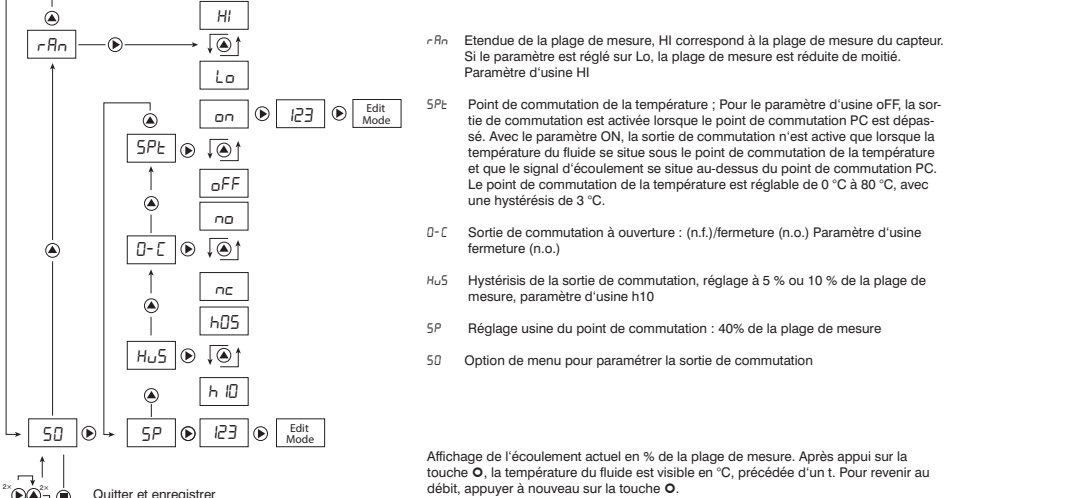 HI
rAn
Lo
on
123
Edit
Mode
SPt
oFF
no
O-C
nc
h05
HuS
h10
SO
SP
123
Edit
Mode
2x
2x
Quitter et enregistrer
rAn Etendue de la plage de mesure, HI correspond à la plage de mesure du capteur.
Si le paramètre est réglé sur Lo, la plage de mesure est réduite de moitié.
Paramètre d'usine HI
SPt Point de commutation de la température ; Pour le paramètre d'usine oFF, la sor-
tie de commutation est activée lorsque le point de commutation PC est dépas-
sé. Avec le paramètre ON, la sortie de commutation n'est active que lorsque la
température du fluide se situe sous le point de commutation de la température
et que le signal d'écoulement se situe au-dessus du point de commutation PC.
Le point de commutation de la température est réglable de 0 °C à 80 °C, avec
une hystérésis de 3 °C.
O-C Sortie de commutation à ouverture : (n.f.)/fermeture (n.o.) Paramètre d'usine
fermeture (n.o.)
HuS Hystérisis de la sortie de commutation, réglage à 5 % ou 10 % de la plage de
mesure, paramètre d'usine h10
SP Réglage usine du point de commutation : 40% de la plage de mesure
SO Option de menu pour paramétrer la sortie de commutation
Affichage de l'écoulement actuel en % de la plage de mesure. Après appui sur la
touche O, la température du fluide est visible en °C, précédée d'un t. Pour revenir au
débit, appuyer à nouveau sur la touche O.